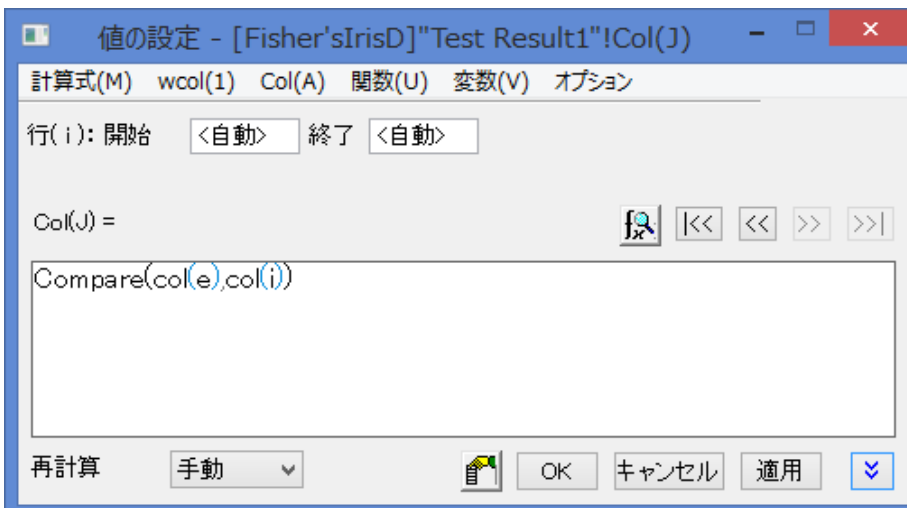 値の設定 - [Fisher'sIrisD]"Test Result1"!Col(J)
計算式(M) wcol(1) Col(A) 関数(U) 変数(V) オプション
行(i): 開始 <自動> 終了 <自動>
Col(J) = |<< << >> >>|
Compare(col(e),col(i))
再計算 手動 OK キャンセル 適用